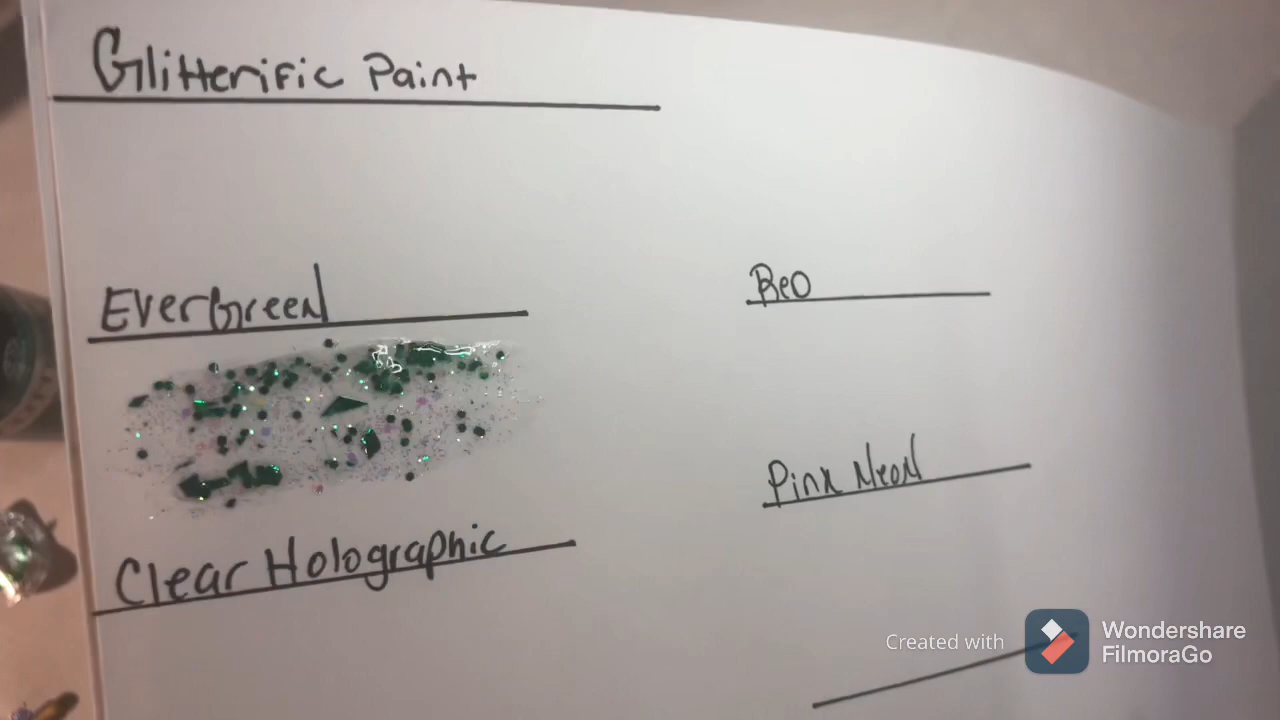 Glitterific Paint
EverGreen
Red
Clear Holographic
Pink Neon
Created with
Wondershare
FilmoraGo